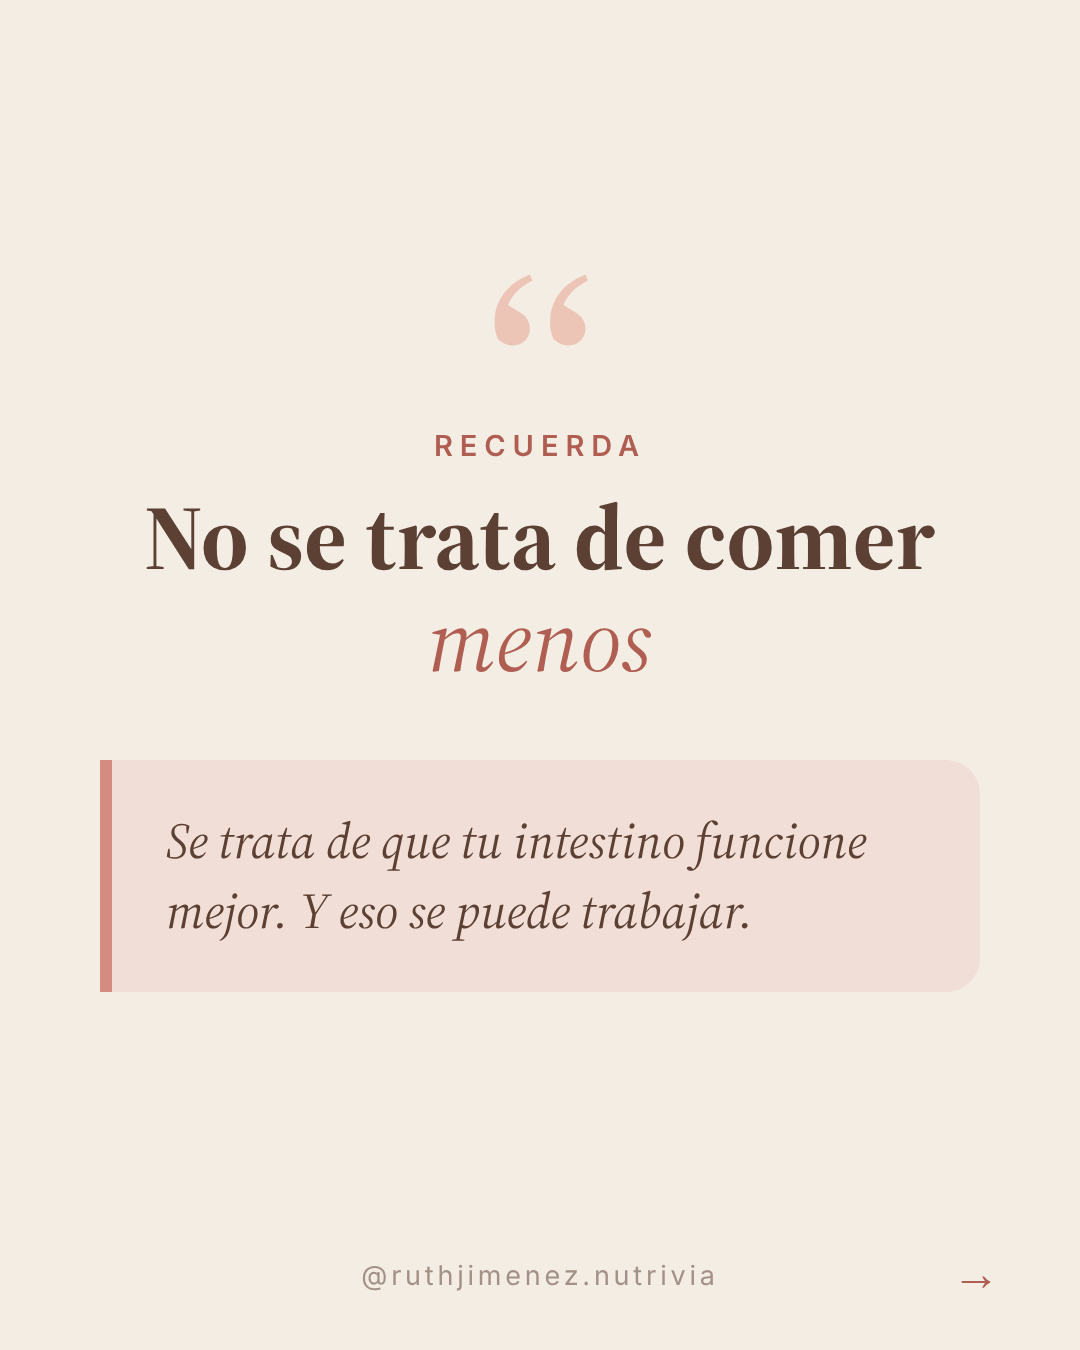 “
RECUERDA
No se trata de comer
menos
Se trata de que tu intestino funcione
mejor. Y eso se puede trabajar.
@ruthjimenez.nutrivia →